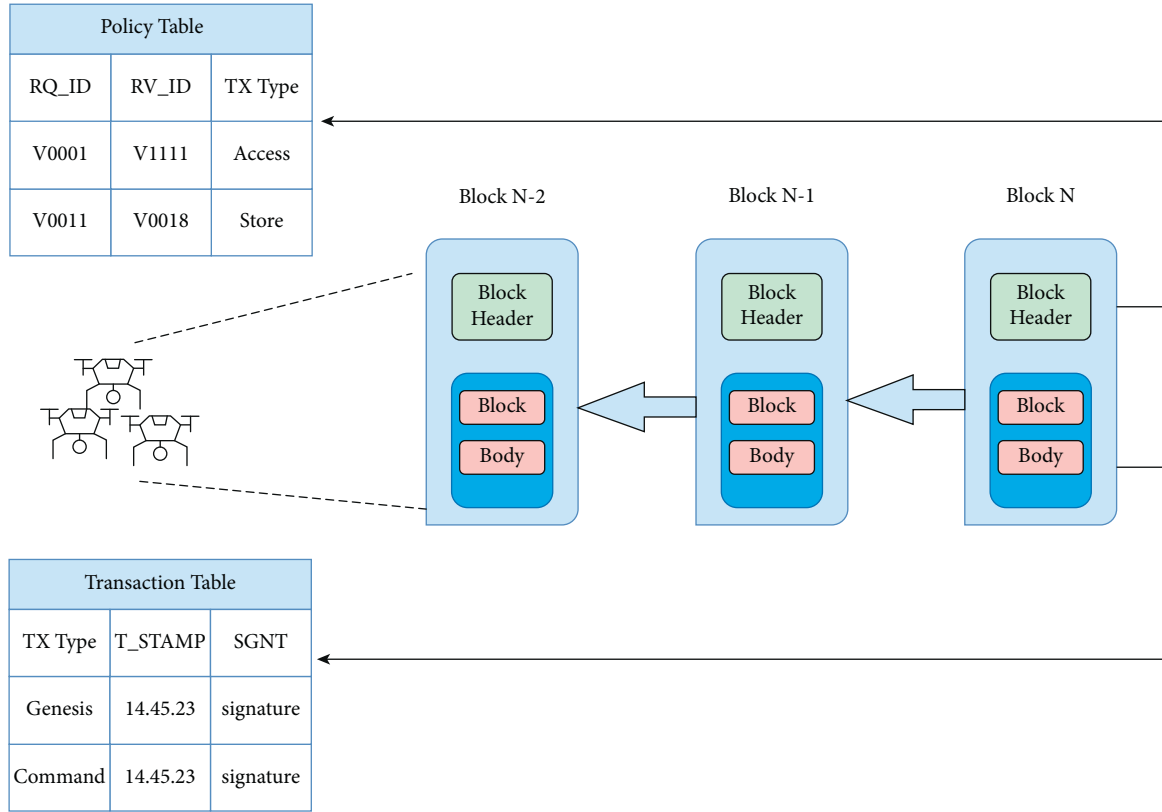 Policy Table
RQ_ID RV_ID TX Type
V0001 V1111 Access
V0011 V0018 Store
Block N-2 Block N-1 Block N
Block
Header
Block
Header
Block
Header
Block
Body
Block
Body
Block
Body
Transaction Table
TX Type T_STAMP SGNT
Genesis 14.45.23 signature
Command 14.45.23 signature